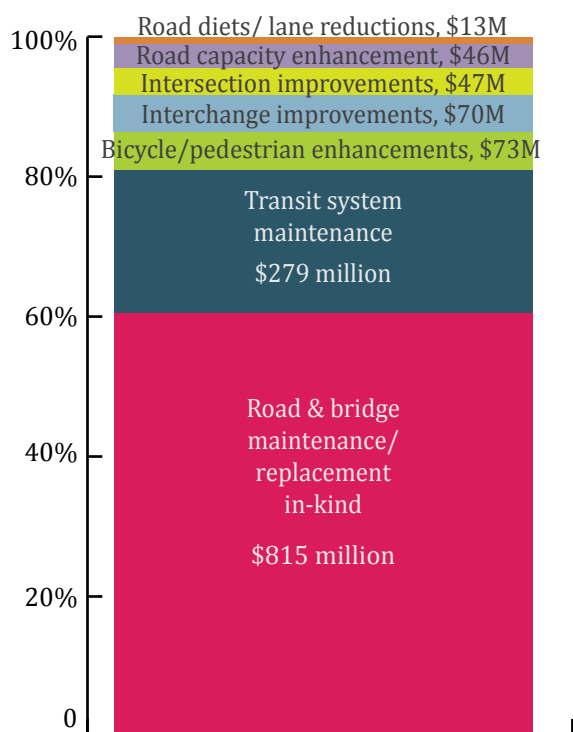 Road diets/ lane reductions, $13M
100%
Road capacity enhancement, $46M
Intersection improvements, $47M
Interchange improvements, $70M
Bicycle/pedestrian enhancements, $73M
80%
Transit system
maintenance
$279 million
60%
Road & bridge
maintenance/
replacement
in-kind
40%
$815 million
20%
0